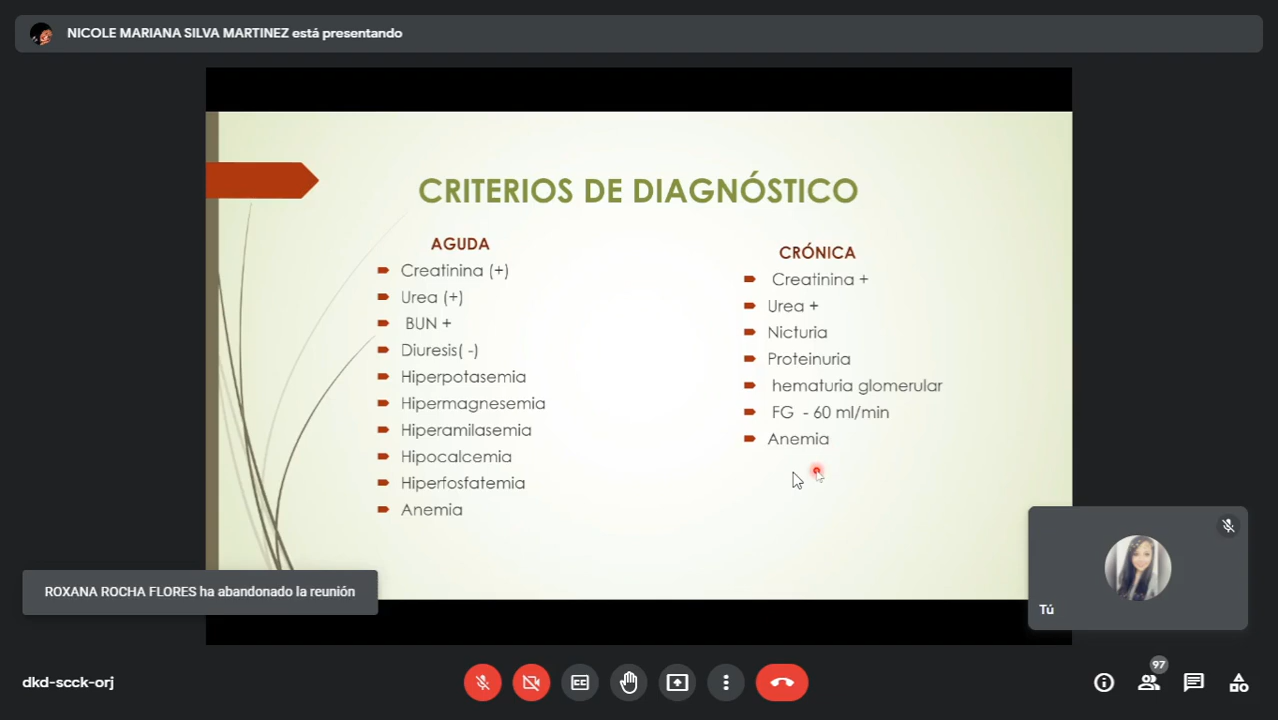 NICOLE MARIANA SILVA MARTINEZ está presentando
CRITERIOS DE DIAGNÓSTICO
AGUDA
Creatinina (+)
Urea (+)
BUN +
Diuresis( -)
Hiperpotasemia
Hipermagnesemia
Hiperamilasemia
Hipocalcemia
Hiperfosfatemia
Anemia
CRÓNICA
Creatinina +
Urea +
Nicturia
Proteinuria
hematuria glomerular
FG - 60 ml/min
Anemia
ROXANA ROCHA FLORES ha abandonado la reunión
Tú
dkd-scck-orj
CC
97